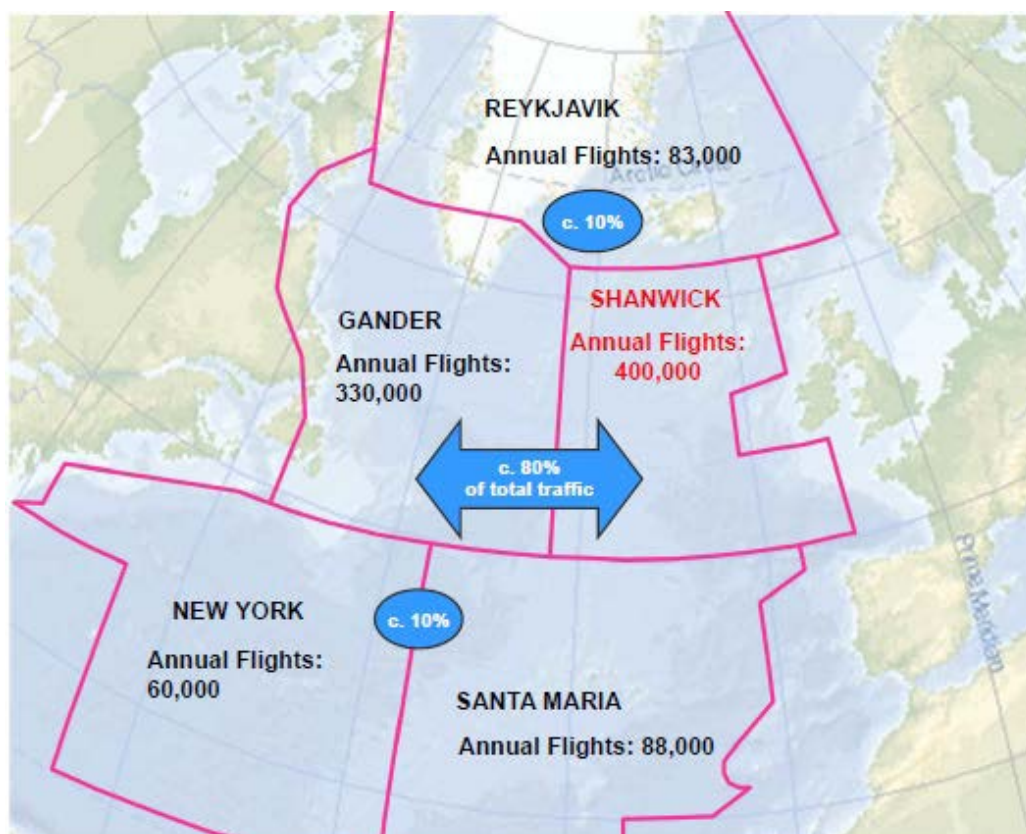 REYKJAVIK
Annual Flights: 83,000
Arctic Circle
c. 10%
SHANWICK
Annual Flights:
400,000
GANDER
Annual Flights:
330,000
c. 80%
of total traffic
NEW YORK
Annual Flights:
60,000
c. 10%
SANTA MARIA
Annual Flights: 88,000
Prime Meridian